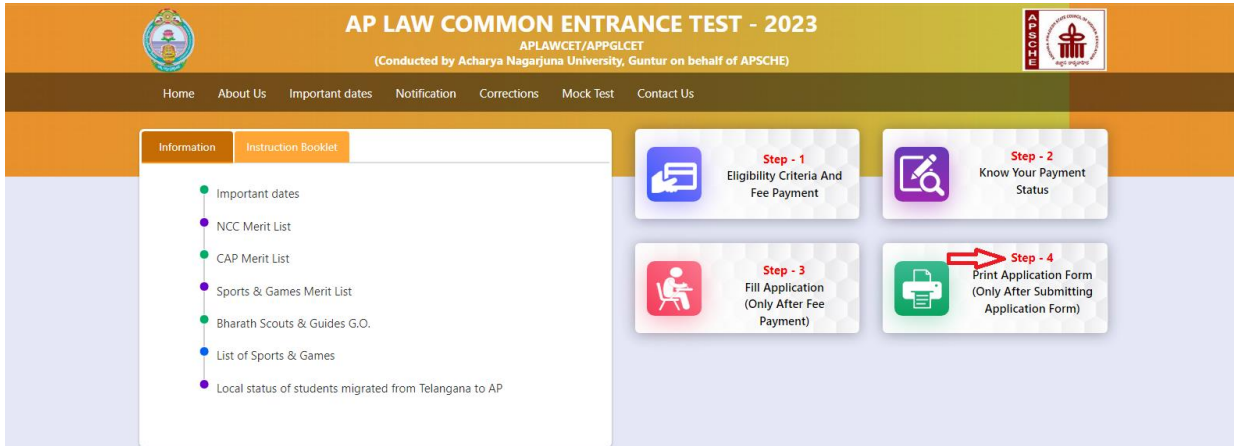 AP LAW COMMON ENTRANCE TEST - 2023
APLAWCET/APPGLCET
(Conducted by Acharya Nagarjuna University, Guntur on behalf of APSCHE)
APSCHE
Home About Us Important dates Notification Corrections Mock Test Contact Us
Information Instruction Booklet
Important dates
NCC Merit List
CAP Merit List
Sports & Games Merit List
Bharath Scouts & Guides G.O.
List of Sports & Games
Local status of students migrated from Telangana to AP
Step - 1
Eligibility Criteria And
Fee Payment
Step - 2
Know Your Payment
Status
Step - 3
Fill Application
(Only After Fee
Payment)
Step - 4
Print Application Form
(Only After Submitting
Application Form)